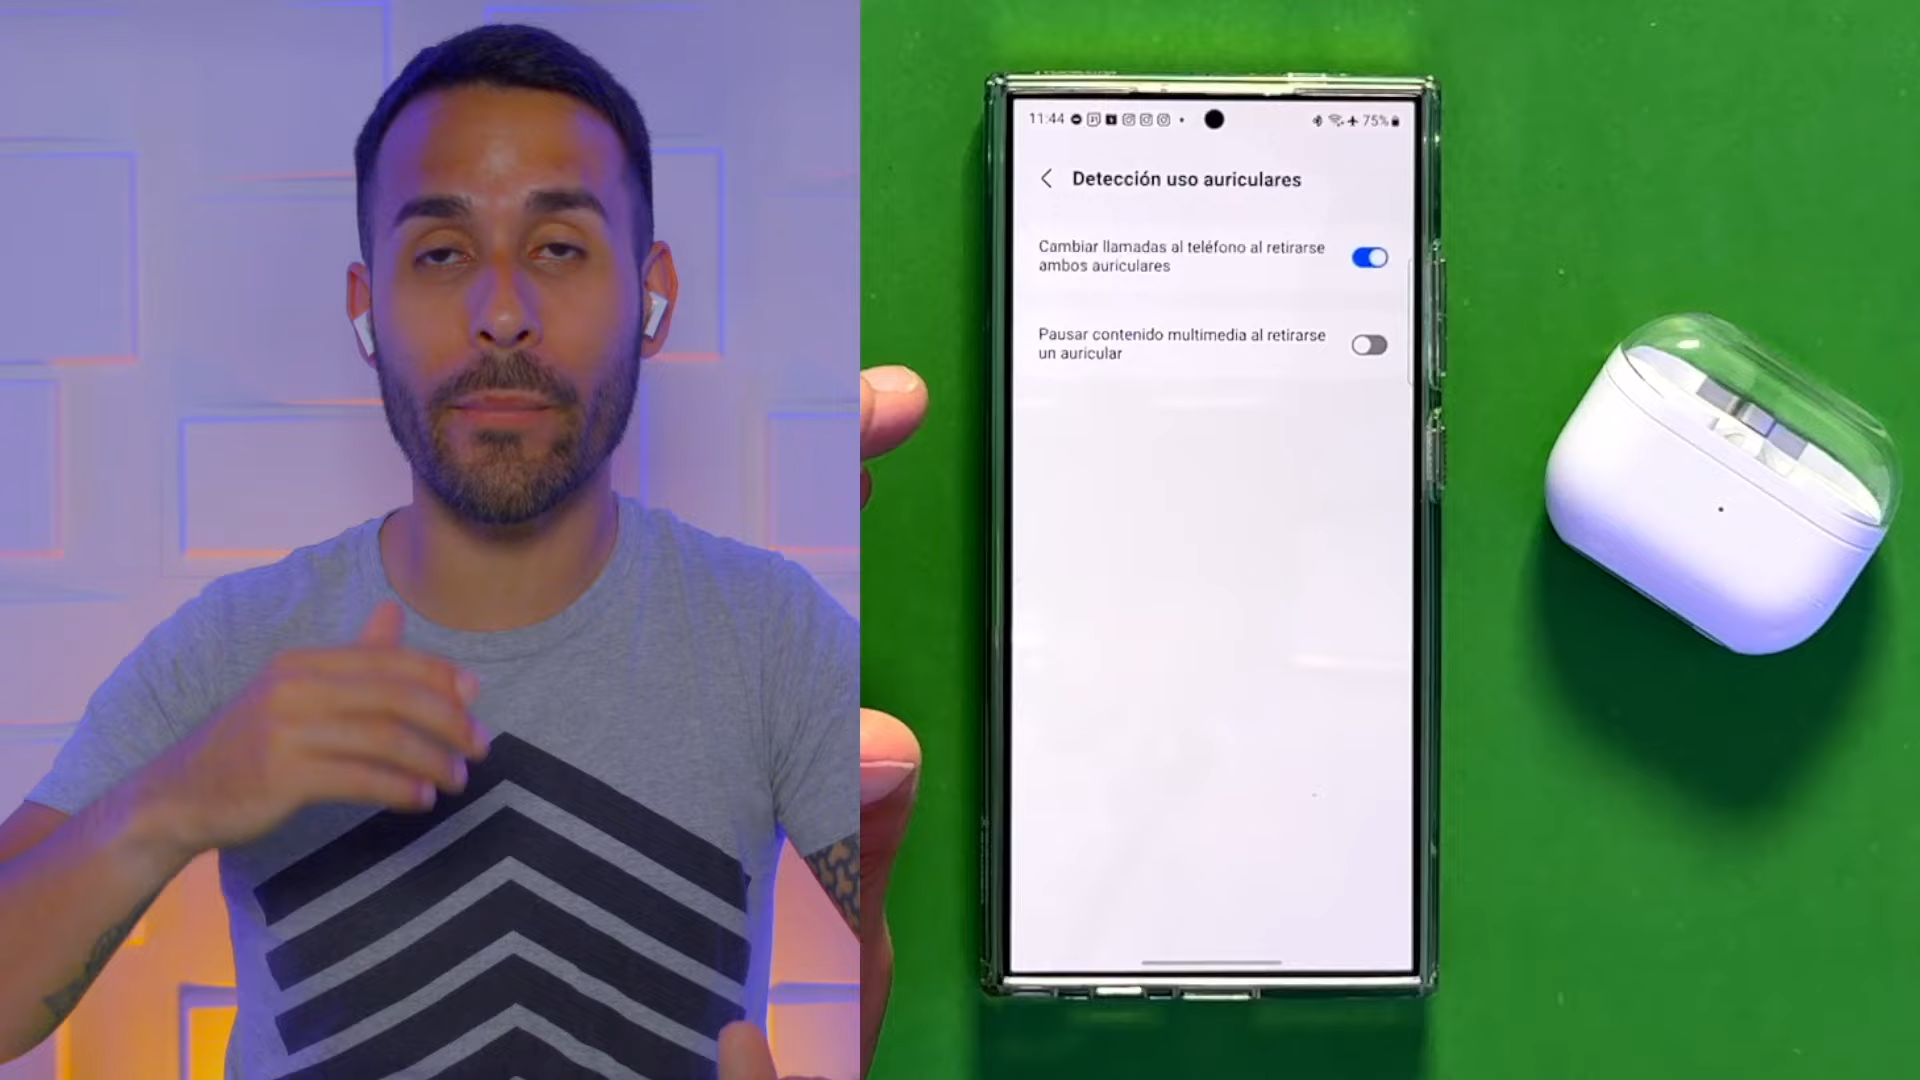 11:44
75%
Detección uso auriculares
Cambiar llamadas al teléfono al retirarse
ambos auriculares
Pausar contenido multimedia al retirarse
un auricular